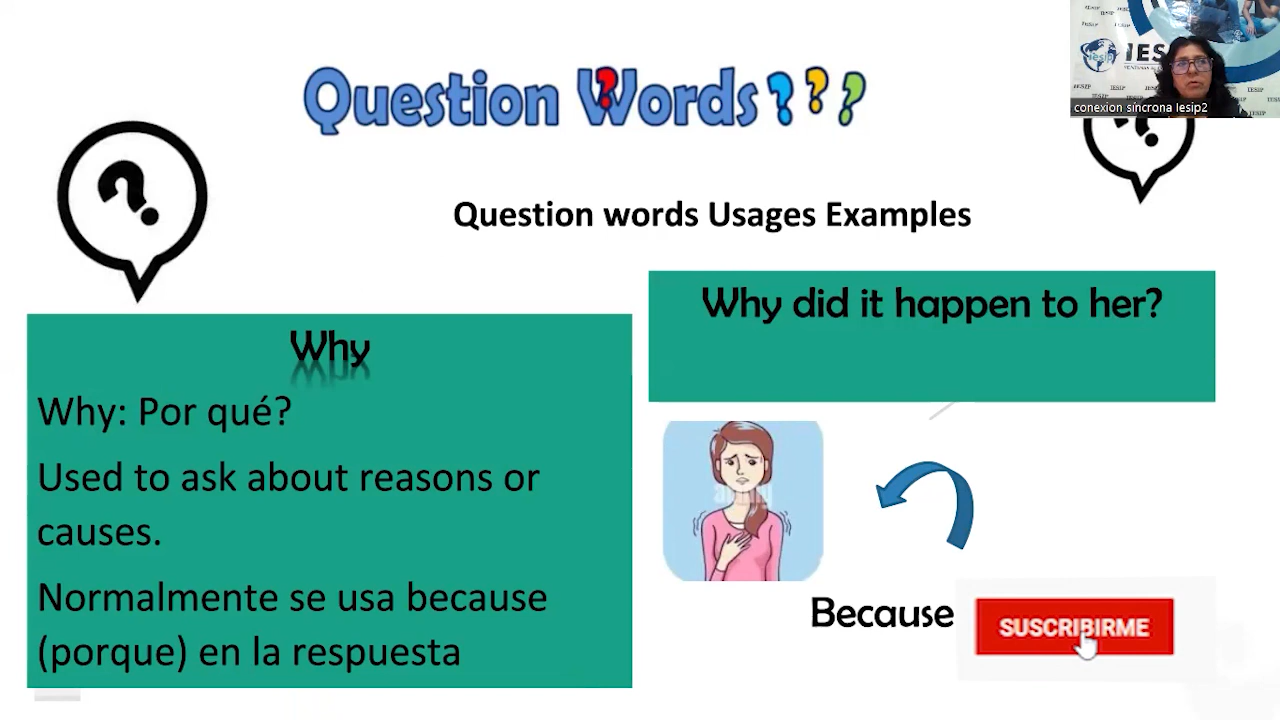 Question Words???
IESIP
conexion sincrona Iesip2
Question words Usages Examples
Why
Why: Por qué?
Used to ask about reasons or
causes.
Normalmente se usa because
(porque) en la respuesta
Why did it happen to her?
Because
SUSCRIBIRME